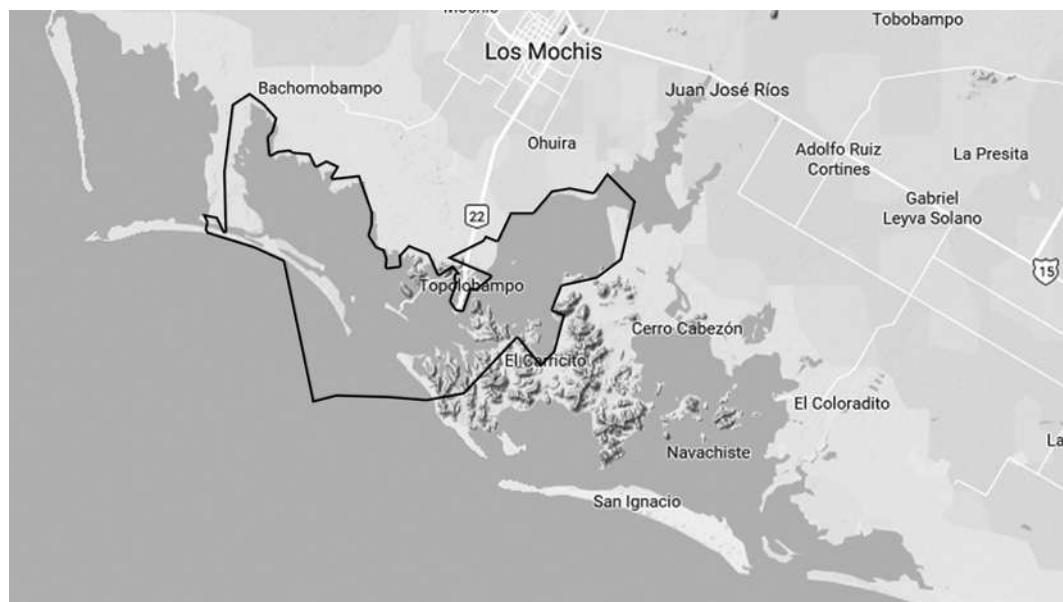 Mochis
Tobobampo
Los Mochis
Bachomobampo
Juan José Ríos
Ohuira
Adolfo Ruiz
Cortines
La Presita
Gabriel
Leyva Solano
22
15
Topolobampo
Cerro Cabezón
El Carricito
El Coloradito
La
Navachiste
San Ignacio